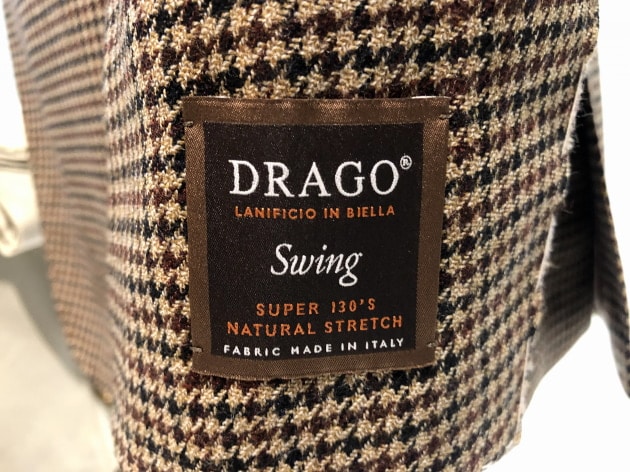 DRAGO®
LANIFICIO IN BIELLA
Swing
SUPER 130'S
NATURAL STRETCH
FABRIC MADE IN ITALY